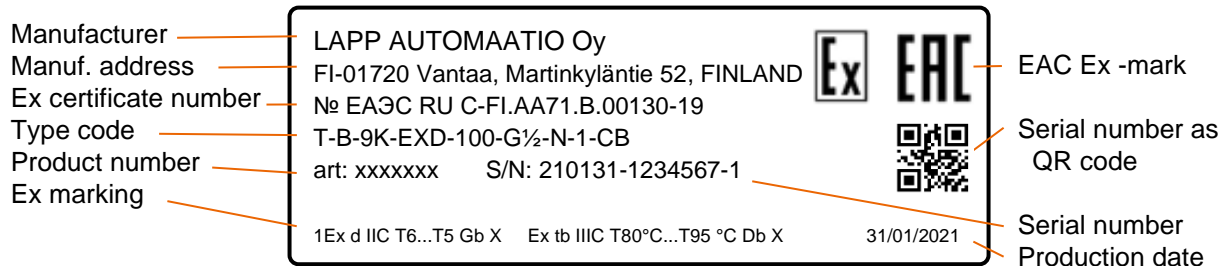 Manufacturer
Manuf. address
Ex certificate number
Type code
Product number
Ex marking
LAPP AUTOMAATIO Oy
FI-01720 Vantaa, Martinkyläntie 52, FINLAND
№ ЕАЭС RU C-FI.AA71.B.00130-19
T-B-9K-EXD-100-G½-N-1-CB
art: xxxxxxx S/N: 210131-1234567-1
1Ex d IIC T6...T5 Gb X Ex tb IIIC T80°C...T95 °C Db X 31/01/2021
Ex EAC
EAC Ex -mark
Serial number as
QR code
Serial number
Production date